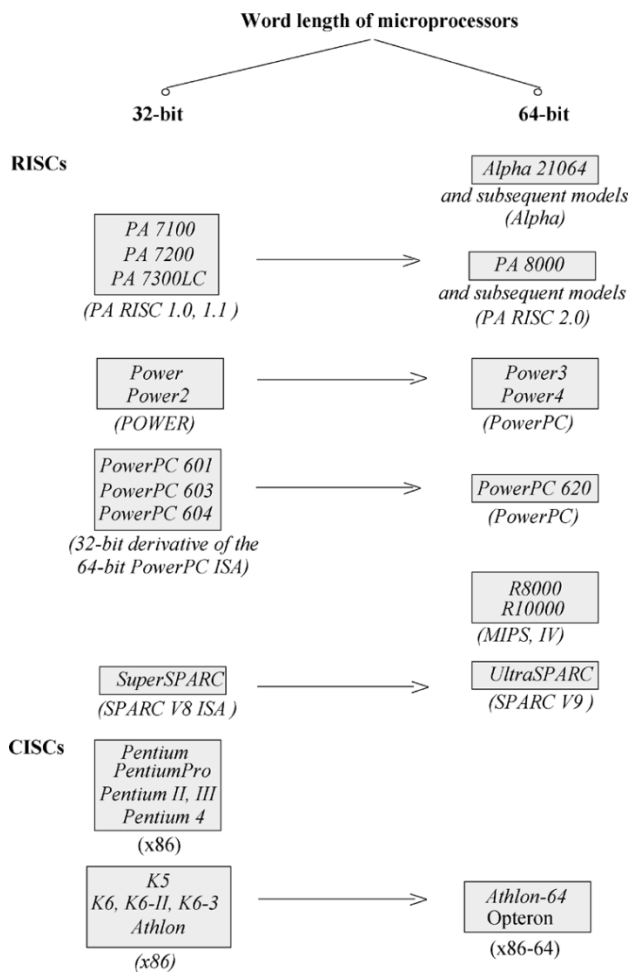 Word length of microprocessors
32-bit
64-bit
RISCs
Alpha 21064
and subsequent models
(Alpha)
PA 7100
PA 7200
PA 7300LC
(PA RISC 1.0, 1.1 )
PA 8000
and subsequent models
(PA RISC 2.0)
Power
Power2
(POWER)
Power3
Power4
(PowerPC)
PowerPC 601
PowerPC 603
PowerPC 604
(32-bit derivative of the
64-bit PowerPC ISA)
PowerPC 620
(PowerPC)
R8000
R10000
(MIPS, IV)
SuperSPARC
(SPARC V8 ISA )
UltraSPARC
(SPARC V9 )
CISCs
Pentium
PentiumPro
Pentium II, III
Pentium 4
(x86)
K5
K6, K6-II, K6-3
Athlon
(x86)
Athlon-64
Opteron
(x86-64)